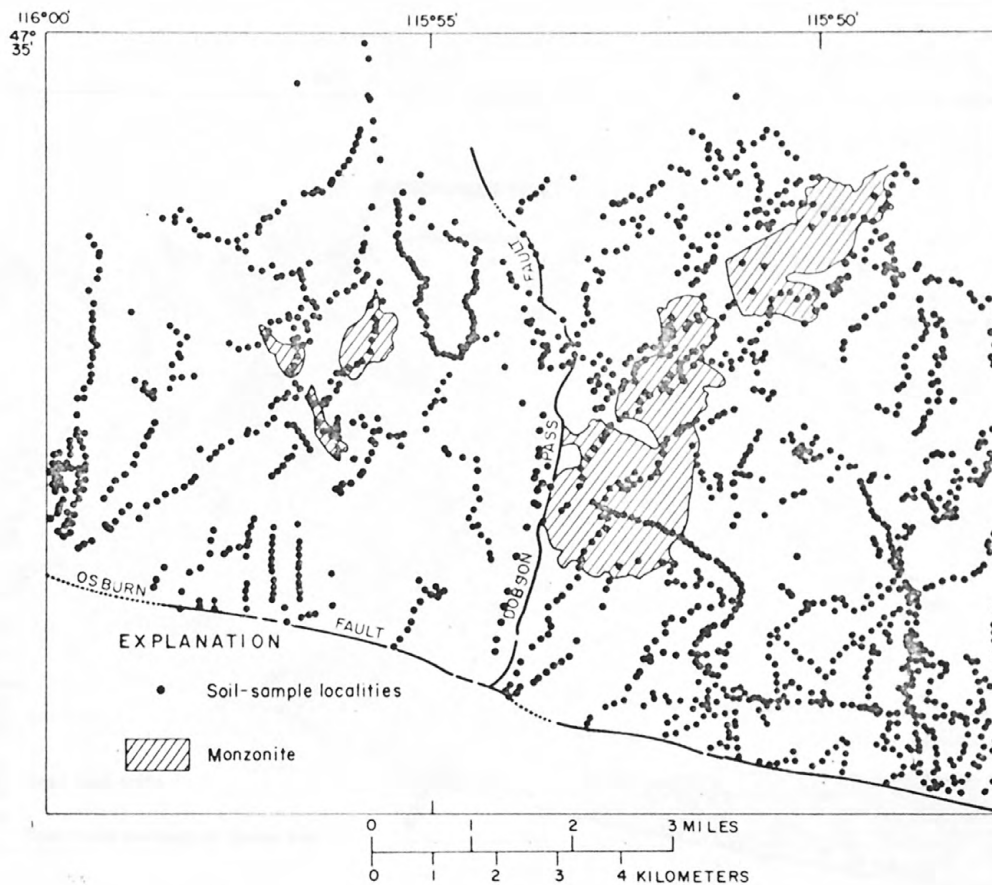 116°00' 115°55' 115°50'
47°
35'
FAULT
PASS
DOBSON
OSBURN
FAULT
EXPLANATION
Soil-sample localities
Monzonite
0 1 2 3 MILES
0 1 2 3 4 KILOMETERS